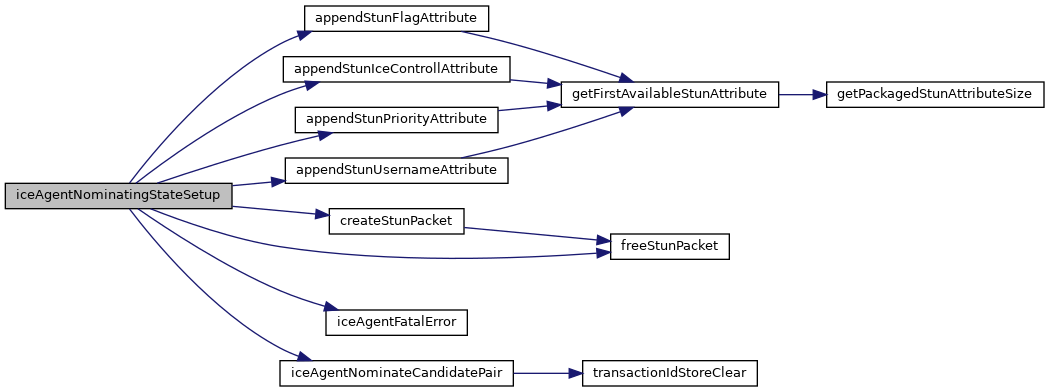 appendStunFlagAttribute
appendStunIceControllAttribute
getFirstAvailableStunAttribute
getPackagedStunAttributeSize
appendStunPriorityAttribute
appendStunUsernameAttribute
iceAgentNominatingStateSetup
createStunPacket
freeStunPacket
iceAgentFatalError
iceAgentNominateCandidatePair
transactionIdStoreClear